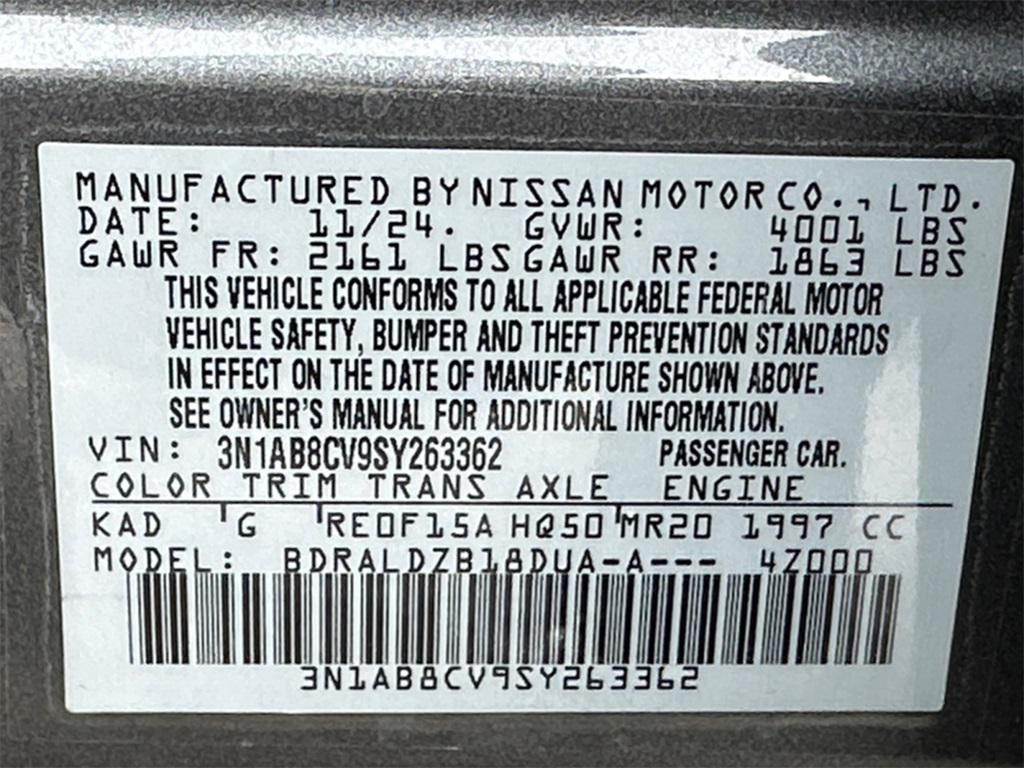 MANUFACTURED BY NISSAN MOTOR CO., LTD.
DATE: 11/24. GVWR: 4001 LBS
GAWR FR: 2161 LBS GAWR RR: 1863 LBS
THIS VEHICLE CONFORMS TO ALL APPLICABLE FEDERAL MOTOR
VEHICLE SAFETY, BUMPER AND THEFT PREVENTION STANDARDS
IN EFFECT ON THE DATE OF MANUFACTURE SHOWN ABOVE.
SEE OWNER'S MANUAL FOR ADDITIONAL INFORMATION.
VIN: 3N1AB8CV9SY263362 PASSENGER CAR.
COLOR TRIM TRANS AXLE ENGINE
KAD 'G 'RE0F15A HQ50 'MR20 1997 CC
MODEL: BDRALDZB18DUA-A--- 4Z000
3N1AB8CV9SY263362